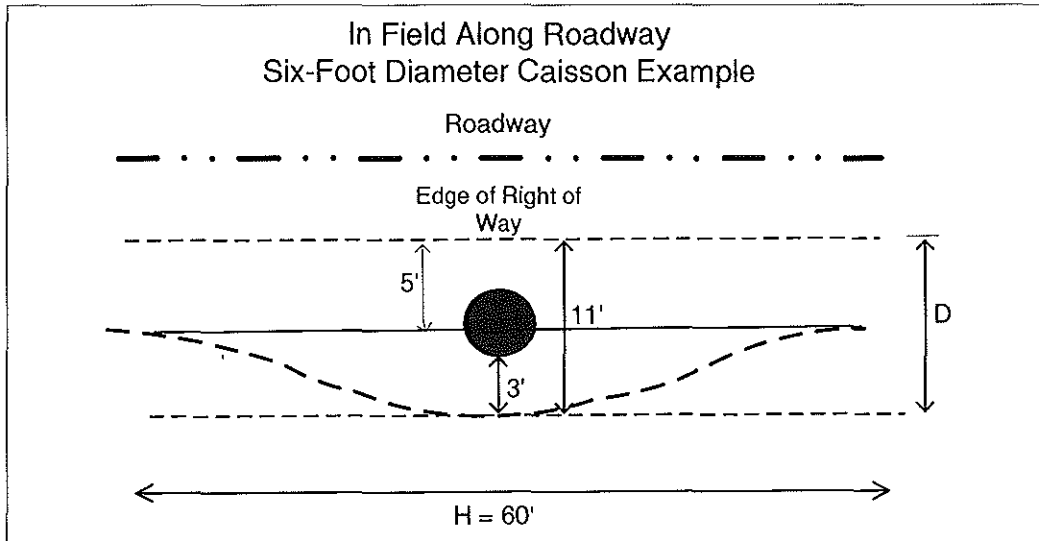 In Field Along Roadway
Six-Foot Diameter Caisson Example
Roadway
Edge of Right of
Way
5'
11'
D
3'
H = 60'